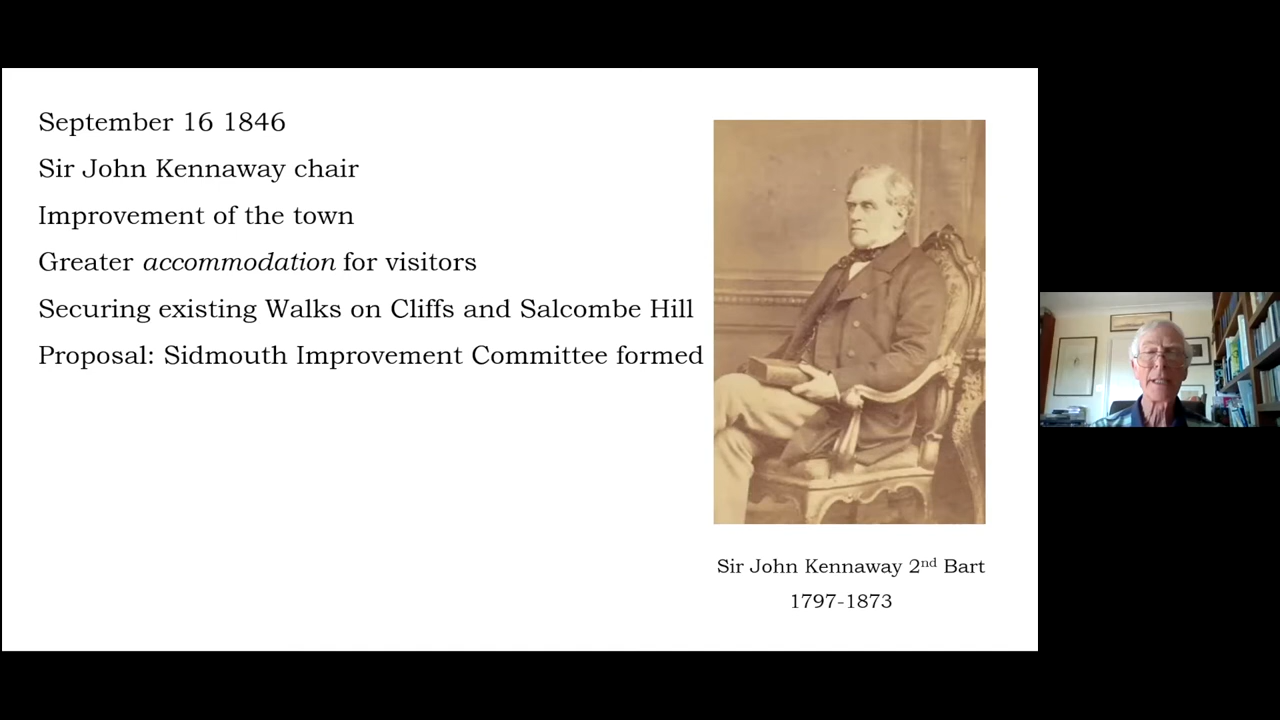 September 16 1846
Sir John Kennaway chair
Improvement of the town
Greater accommodation for visitors
Securing existing Walks on Cliffs and Salcombe Hill
Proposal: Sidmouth Improvement Committee formed
Sir John Kennaway 2nd Bart
1797-1873